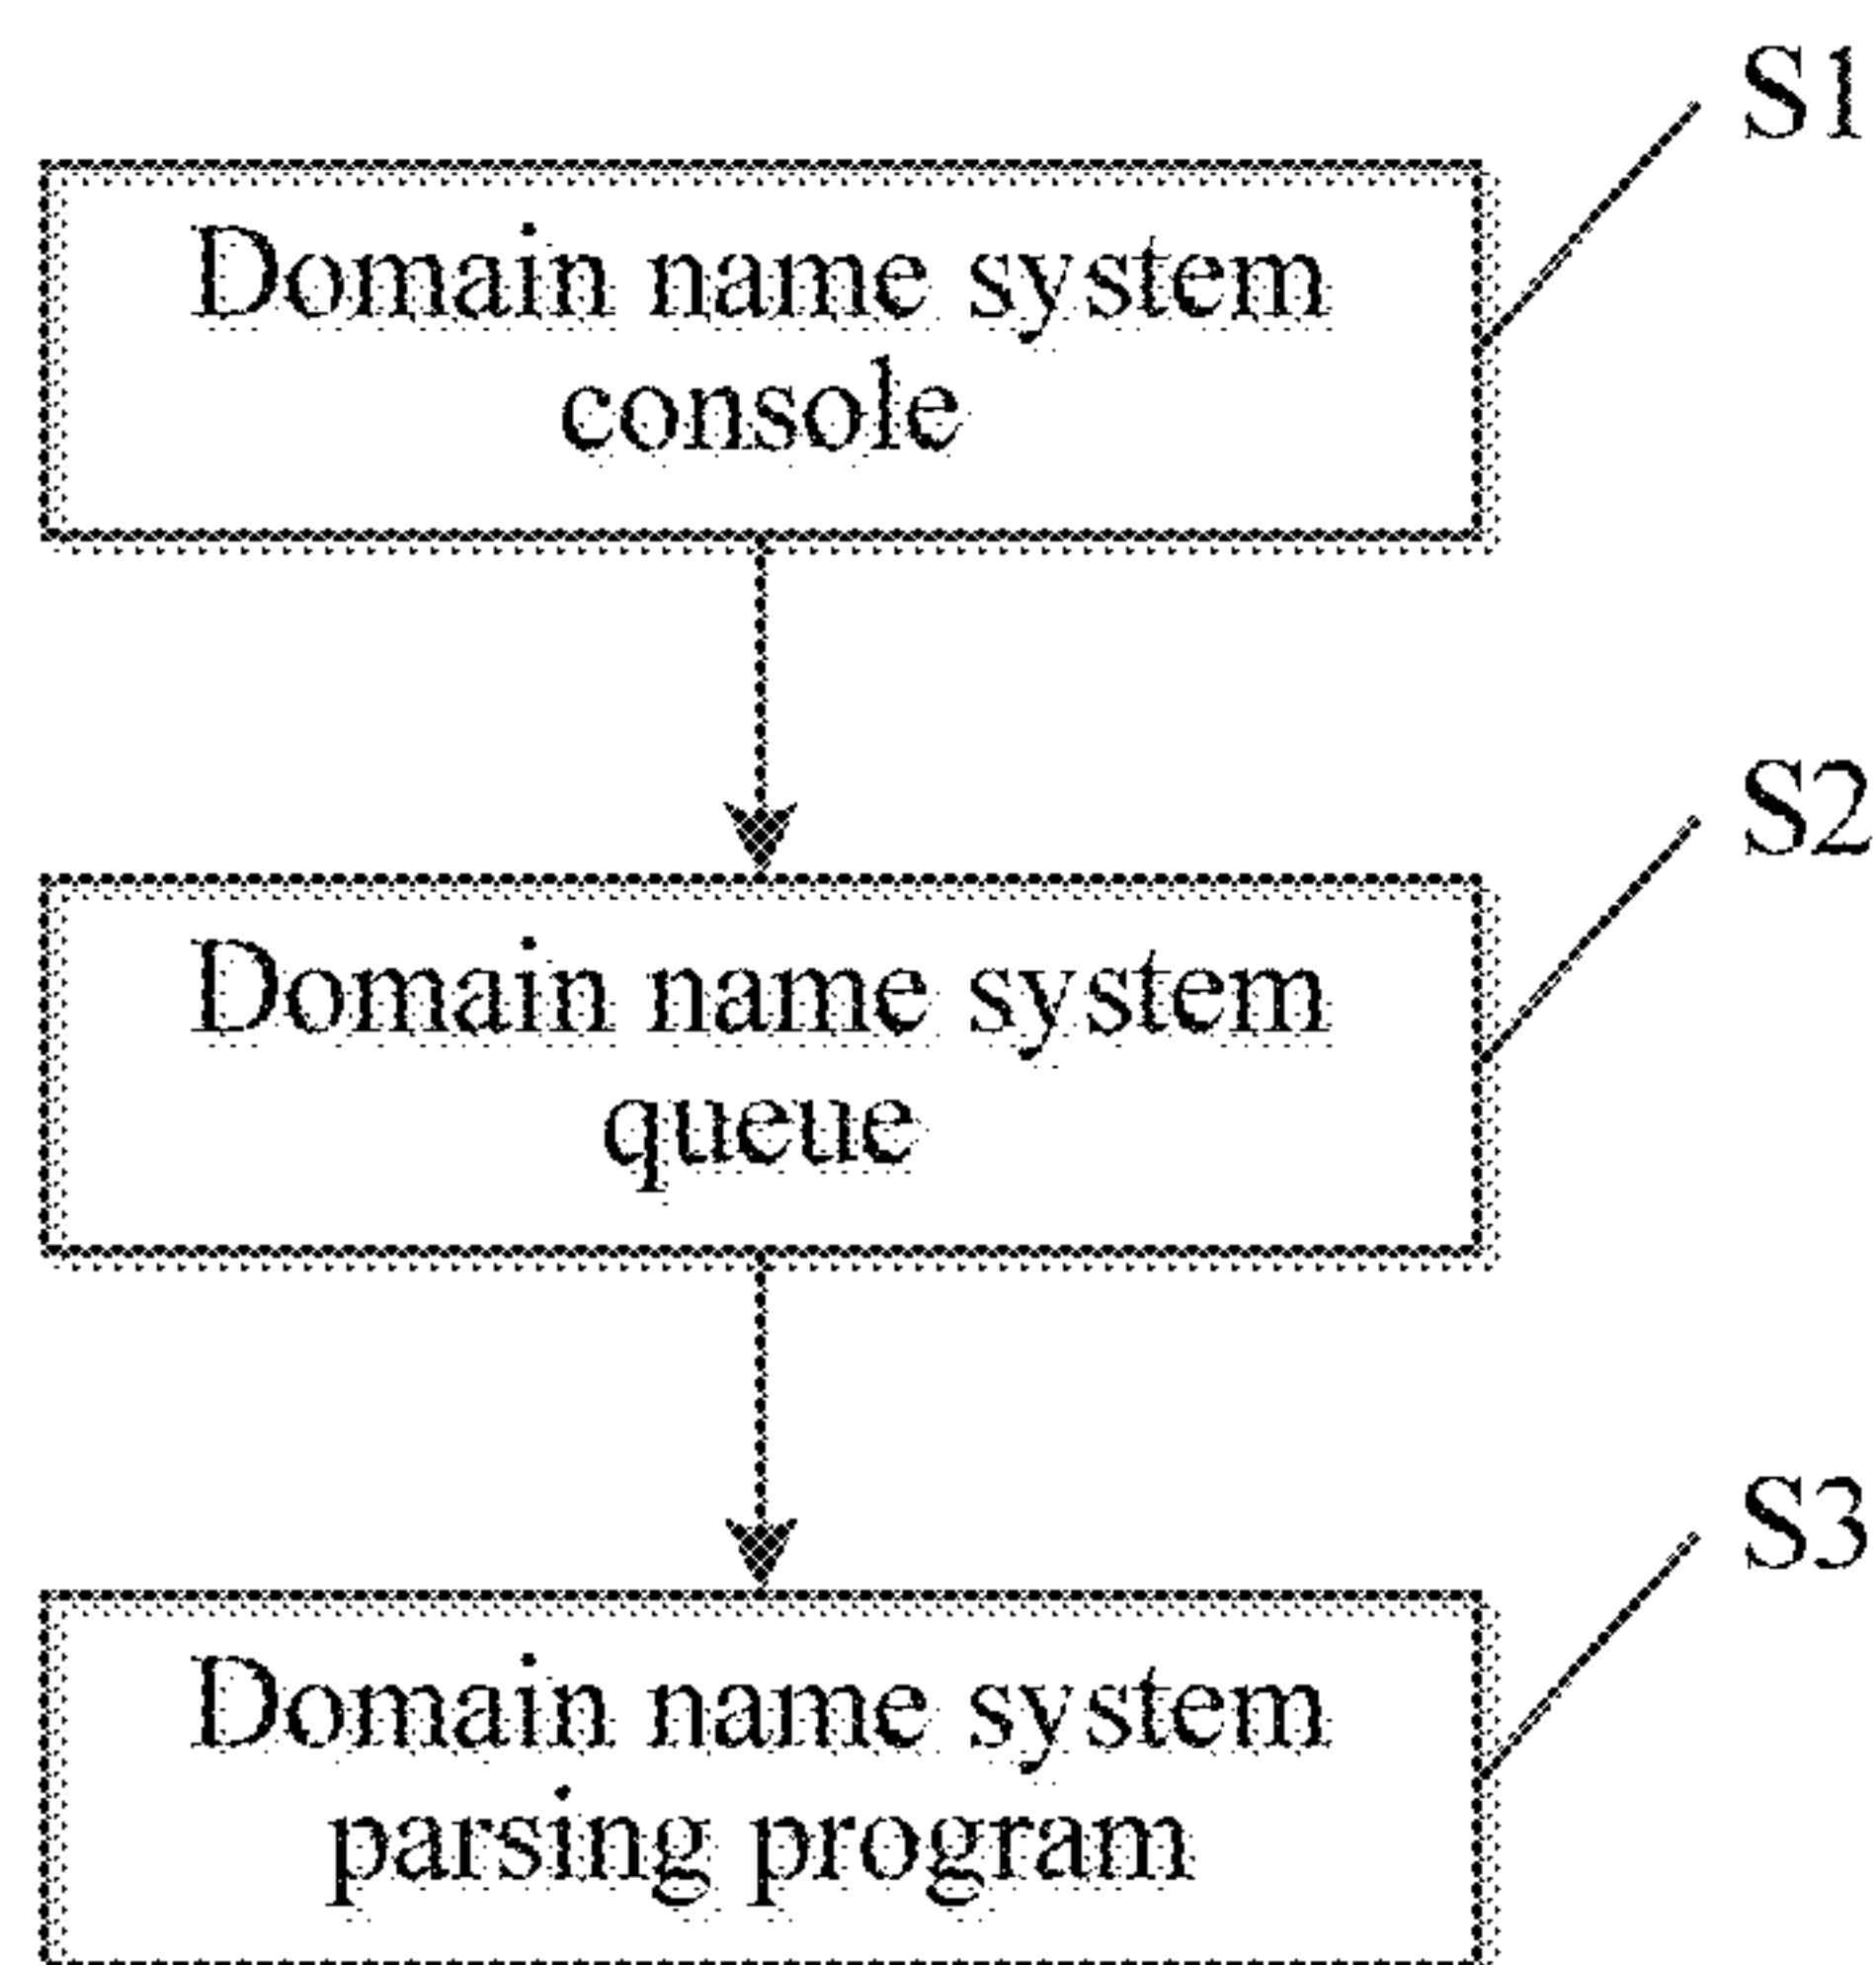 S1
Domain name system
console
S2
Domain name system
queue
S3
Domain name system
parsing program